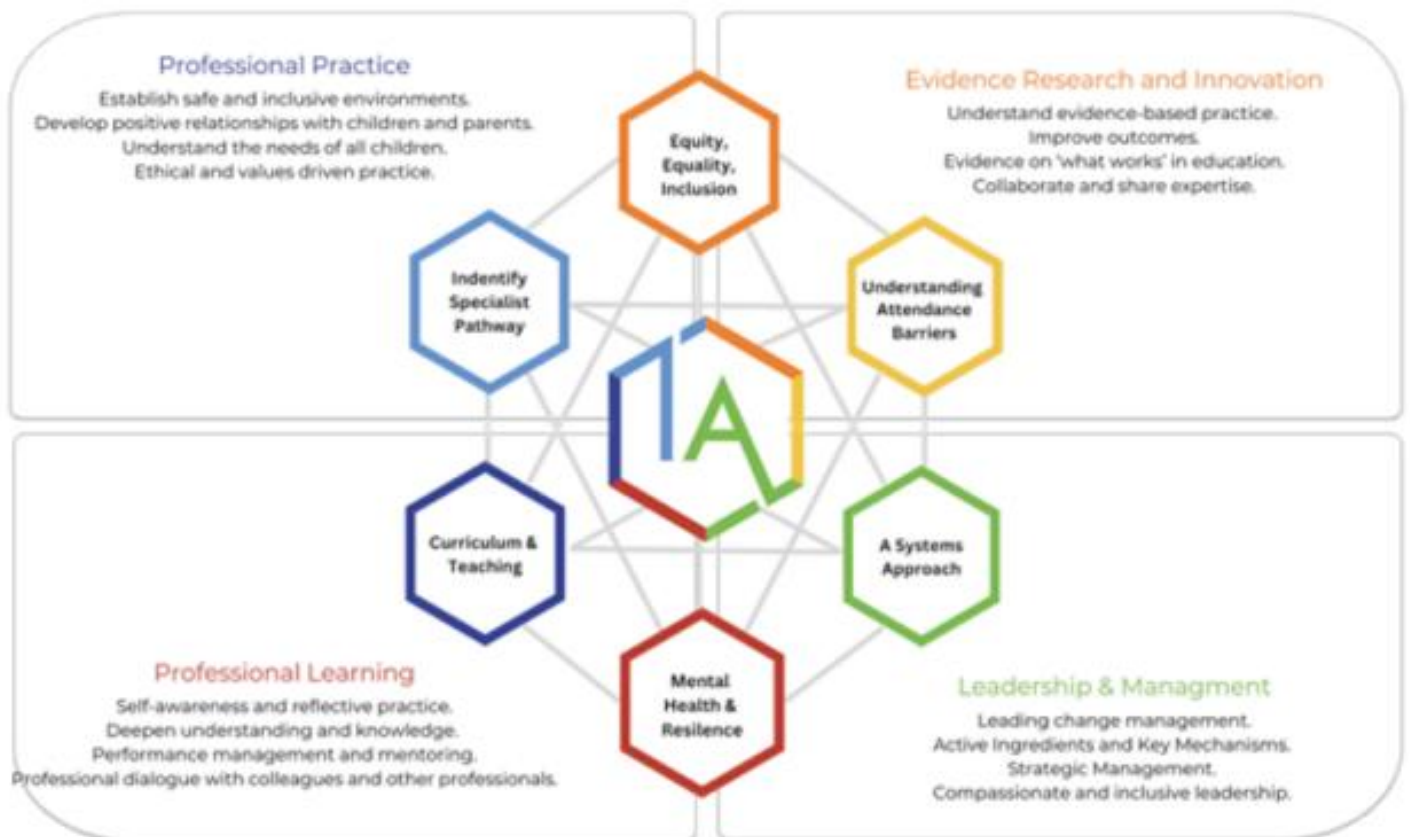 Professional Practice
Establish safe and inclusive environments.
Develop positive relationships with children and parents.
Understand the needs of all children.
Ethical and values driven practice.
Evidence Research and Innovation
Understand evidence-based practice.
Improve outcomes.
Evidence on 'what works' in education.
Collaborate and share expertise.
Equity,
Equality,
Inclusion
Indentify
Specialist
Pathway
Understanding
Attendance
Barriers
1A
Curriculum &
Teaching
A Systems
Approach
Mental
Health &
Resilence
Professional Learning
Self-awareness and reflective practice.
Deepen understanding and knowledge.
Performance management and mentoring.
Professional dialogue with colleagues and other professionals.
Leadership & Managment
Leading change management.
Active Ingredients and Key Mechanisms.
Strategic Management.
Compassionate and inclusive leadership.